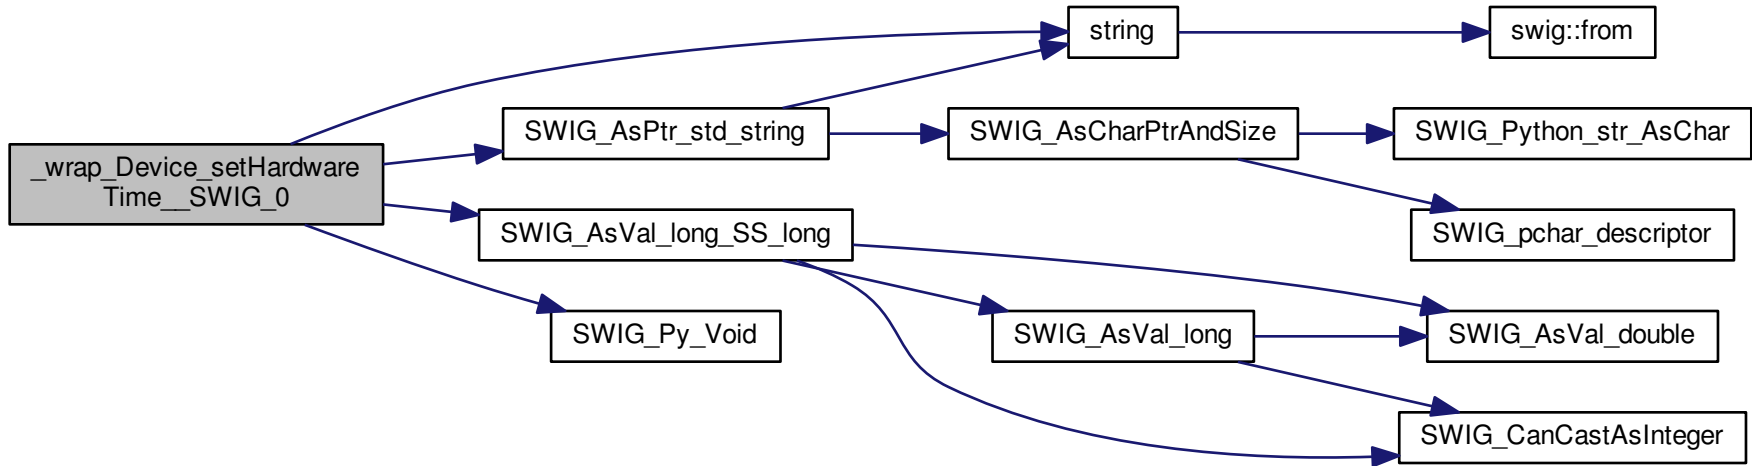 _wrap_Device_setHardware
Time__SWIG_0
string
swig::from
SWIG_AsPtr_std_string
SWIG_AsCharPtrAndSize
SWIG_Python_str_AsChar
SWIG_pchar_descriptor
SWIG_AsVal_long_SS_long
SWIG_AsVal_long
SWIG_AsVal_double
SWIG_CanCastAsInteger
SWIG_Py_Void